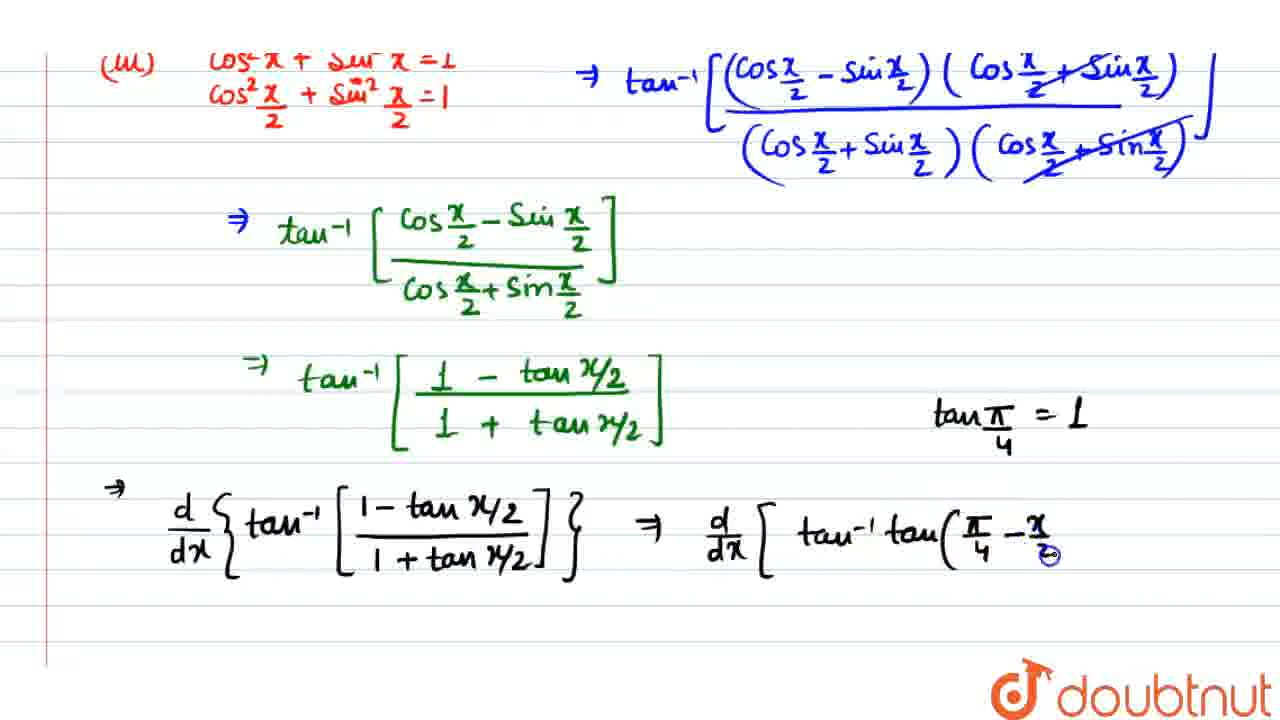 (iii) cos² x + sin² x = 1
cos² x/2 + sin² x/2 = 1
⇒ tan⁻¹ [ (cos x/2 - sin x/2) (cos x/2 + sin x/2) / (cos x/2 + sin x/2) (cos x/2 + sin x/2) ]
⇒ tan⁻¹ [ cos x/2 - sin x/2 / cos x/2 + sin x/2 ]
⇒ tan⁻¹ [ 1 - tan x/2 / 1 + tan x/2 ]
tan π/4 = 1
⇒ d/dx { tan⁻¹ [ 1 - tan x/2 / 1 + tan x/2 ] } ⇒ d/dx [ tan⁻¹ tan ( π/4 - x/2
doubtnut